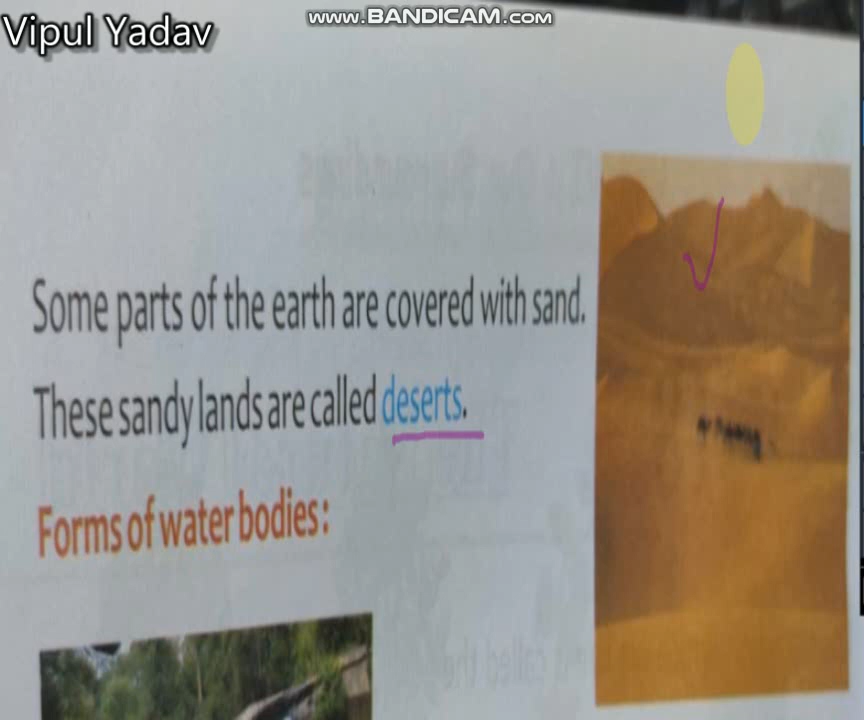 www.BANDICAM.com
Vipul Yadav
Some parts of the earth are covered with sand.
These sandy lands are called deserts.
Forms of water bodies: